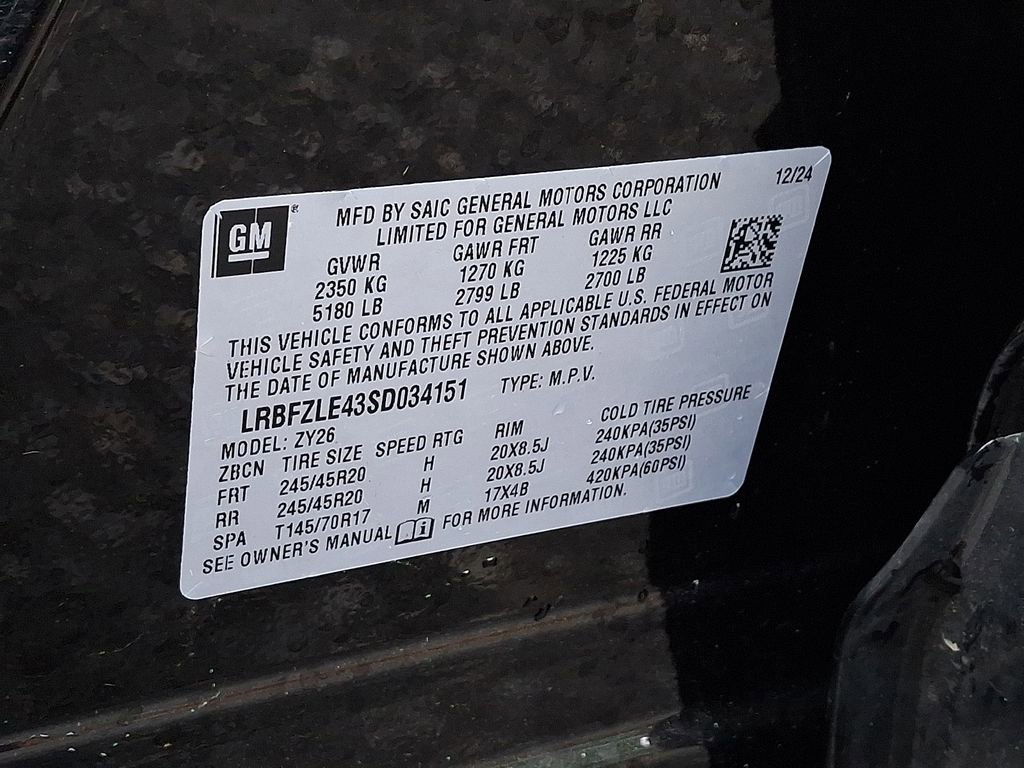 GM
MFD BY SAIC GENERAL MOTORS CORPORATION
LIMITED FOR GENERAL MOTORS LLC
12/24
GVWR GAWR FRT GAWR RR
2350 KG 1270 KG 1225 KG
5180 LB 2799 LB 2700 LB
THIS VEHICLE CONFORMS TO ALL APPLICABLE U.S. FEDERAL MOTOR
VEHICLE SAFETY AND THEFT PREVENTION STANDARDS IN EFFECT ON
THE DATE OF MANUFACTURE SHOWN ABOVE.
LRBFZLE43SD034151 TYPE: M.P.V.
MODEL: ZY26
ZBCN TIRE SIZE SPEED RTG RIM COLD TIRE PRESSURE
FRT 245/45R20 H 20X8.5J 240KPA(35PSI)
RR 245/45R20 H 20X8.5J 240KPA(35PSI)
SPA T145/70R17 M 17X4B 420KPA(60PSI)
SEE OWNER'S MANUAL FOR MORE INFORMATION.